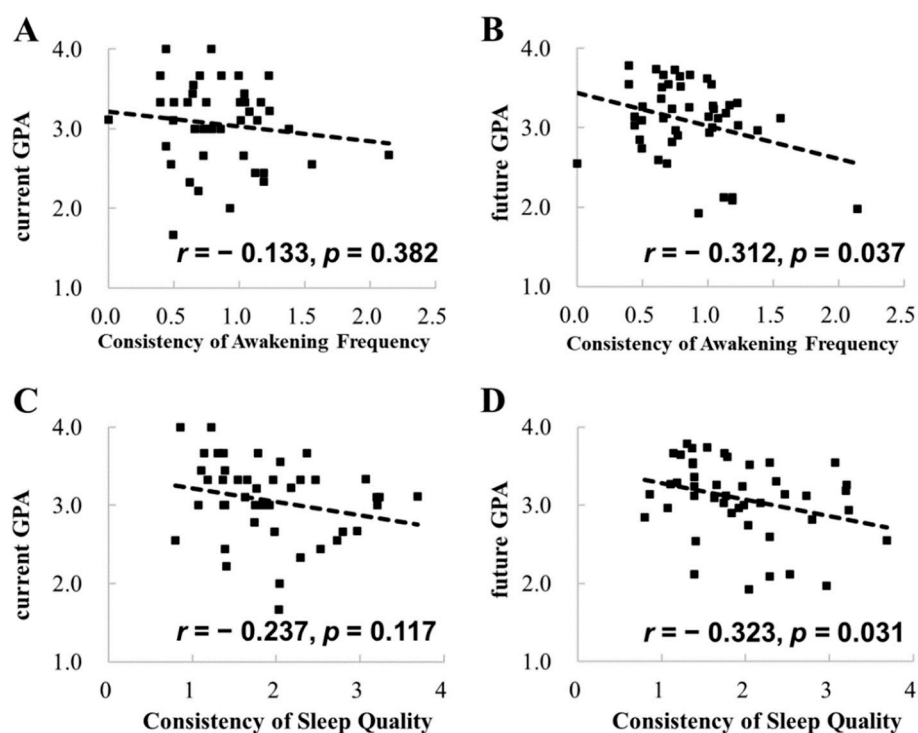 A
B
current GPA
4.0
3.0
2.0
1.0
r = − 0.133, p = 0.382
0.0 0.5 1.0 1.5 2.0 2.5
Consistency of Awakening Frequency
future GPA
4.0
3.0
2.0
1.0
r = − 0.312, p = 0.037
0.0 0.5 1.0 1.5 2.0 2.5
Consistency of Awakening Frequency
C
D
current GPA
4.0
3.0
2.0
1.0
r = − 0.237, p = 0.117
0 1 2 3 4
Consistency of Sleep Quality
future GPA
4.0
3.0
2.0
1.0
r = − 0.323, p = 0.031
0 1 2 3 4
Consistency of Sleep Quality